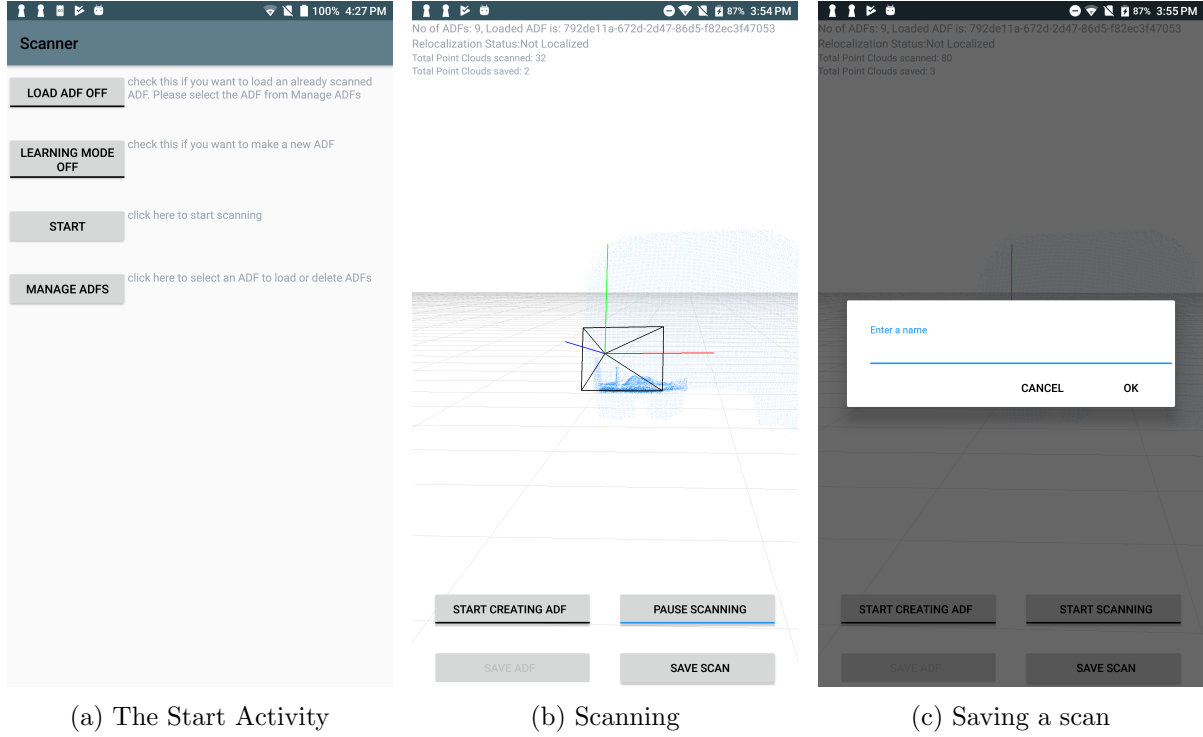 100% 4:27 PM
Scanner
LOAD ADF OFF
check this if you want to load an already scanned
ADF. Please select the ADF from Manage ADFs
LEARNING MODE
OFF
check this if you want to make a new ADF
START
click here to start scanning
MANAGE ADFS
click here to select an ADF to load or delete ADFs
(a) The Start Activity
87% 3:54 PM
No of ADFs: 9, Loaded ADF is: 792de11a-672d-2d47-86d5-f82ec3f47053
Relocalization Status:Not Localized
Total Point Clouds scanned: 32
Total Point Clouds saved: 2
START CREATING ADF
PAUSE SCANNING
SAVE ADF
SAVE SCAN
(b) Scanning
87% 3:55 PM
No of ADFs: 9, Loaded ADF is: 792de11a-672d-2d47-86d5-f82ec3f47053
Relocalization Status:Not Localized
Total Point Clouds scanned: 80
Total Point Clouds saved: 3
Enter a name
CANCEL
OK
START CREATING ADF
START SCANNING
SAVE ADF
SAVE SCAN
(c) Saving a scan